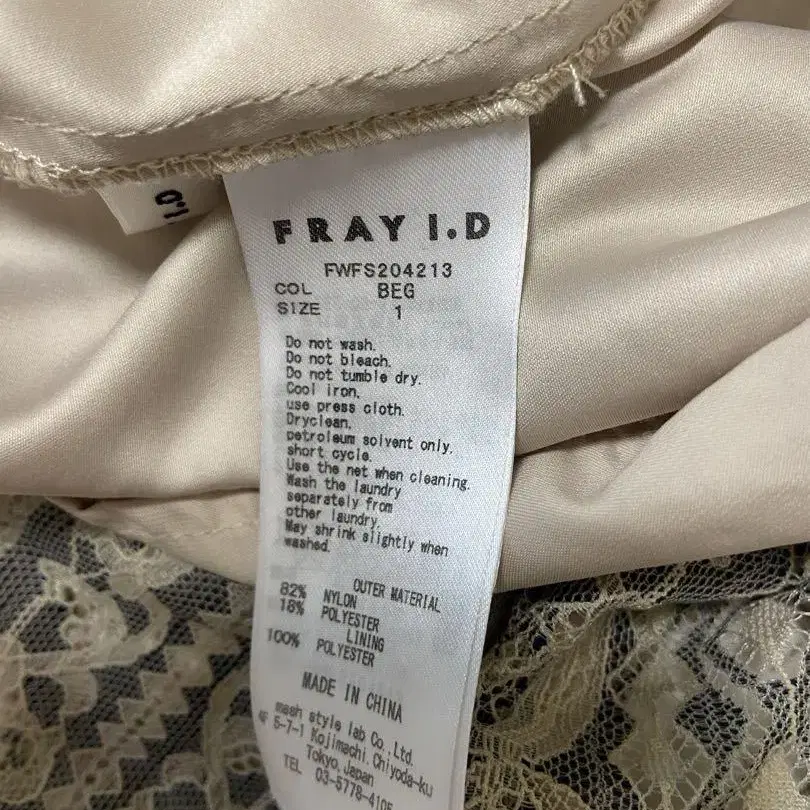 FRAY I.D
FWFS204213
COL BEG
SIZE 1
Do not wash.
Do not bleach.
Do not tumble dry.
Cool iron.
use press cloth.
Dryclean.
petroleum solvent only.
short cycle.
Use the net when cleaning.
Wash the laundry
separately from
other laundry.
May shrink slightly when
washed.
OUTER MATERIAL
82% NYLON
18% POLYESTER
LINING
100% POLYESTER
MADE IN CHINA
mash style lab Co.,Ltd.
4F 5-7-1 Kojimachi,Chiyoda-ku
Tokyo,Japan
TEL 03-5778-4105